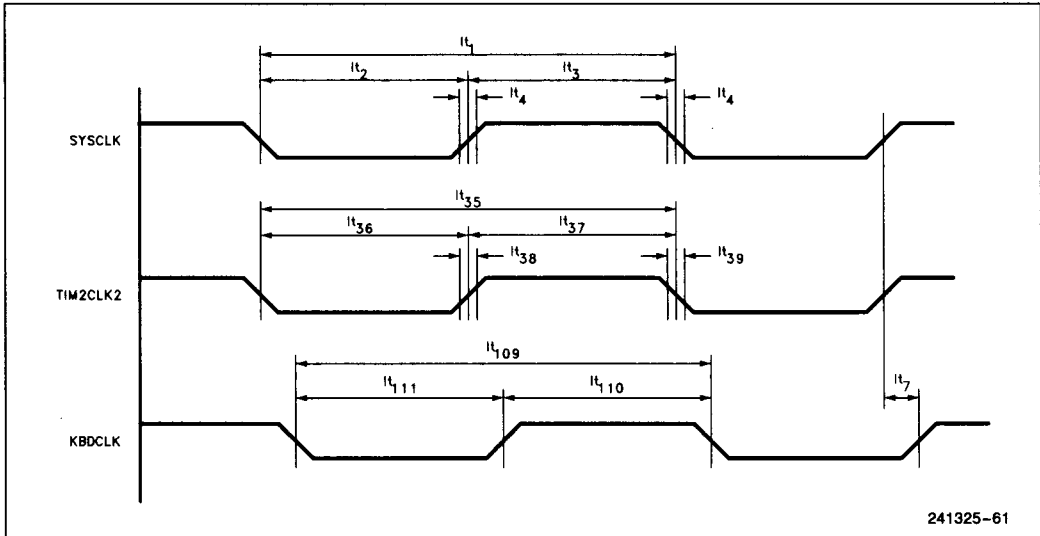 It1
It2 It3
It4 It4
SYSCLK
It35
It36 It37
It38 It39
TIM2CLK2
It109
It111 It110 It7
KBDCLK
241325-61